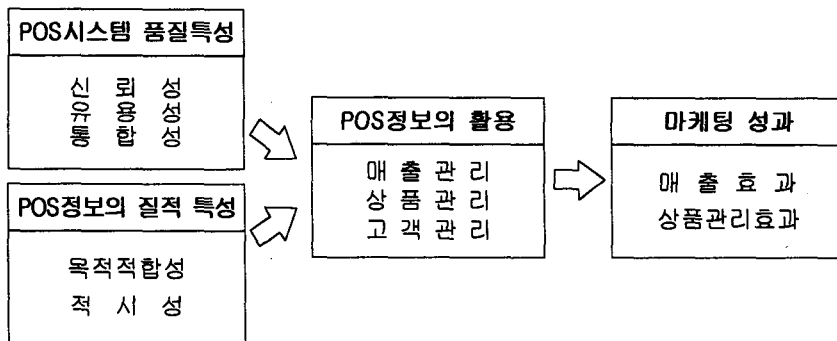 POS시스템 품질특성
신 뢰 성
유 용 성
통 합 성
POS정보의 질적 특성
목적적합성
적 시 성
POS정보의 활용
매 출 관 리
상 품 관 리
고 객 관 리
마케팅 성과
매 출 효 과
상품관리효과